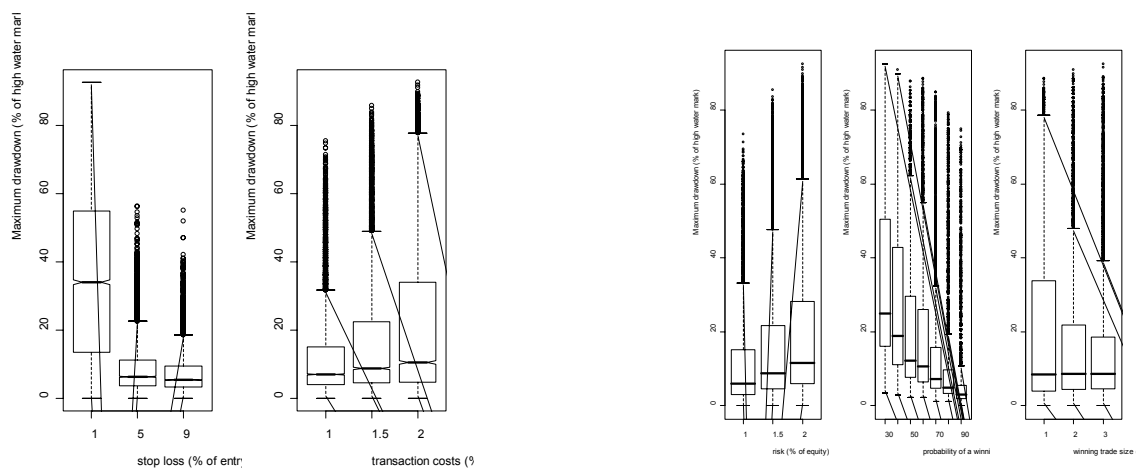 Maximum drawdown (% of high water mar
80
60
40
20
0
1 5 9
stop loss (% of entr
Maximum drawdown (% of high water mar
80
60
40
20
0
1 1.5 2
transaction costs (%
Maximum drawdown (% of high water mark)
80
60
40
20
0
1 1.5 2
risk (% of equity)
Maximum drawdown (% of high water mark)
80
60
40
20
0
30 50 70 90
probability of a winni
Maximum drawdown (% of high water mark)
80
60
40
20
0
1 2 3
winning trade size